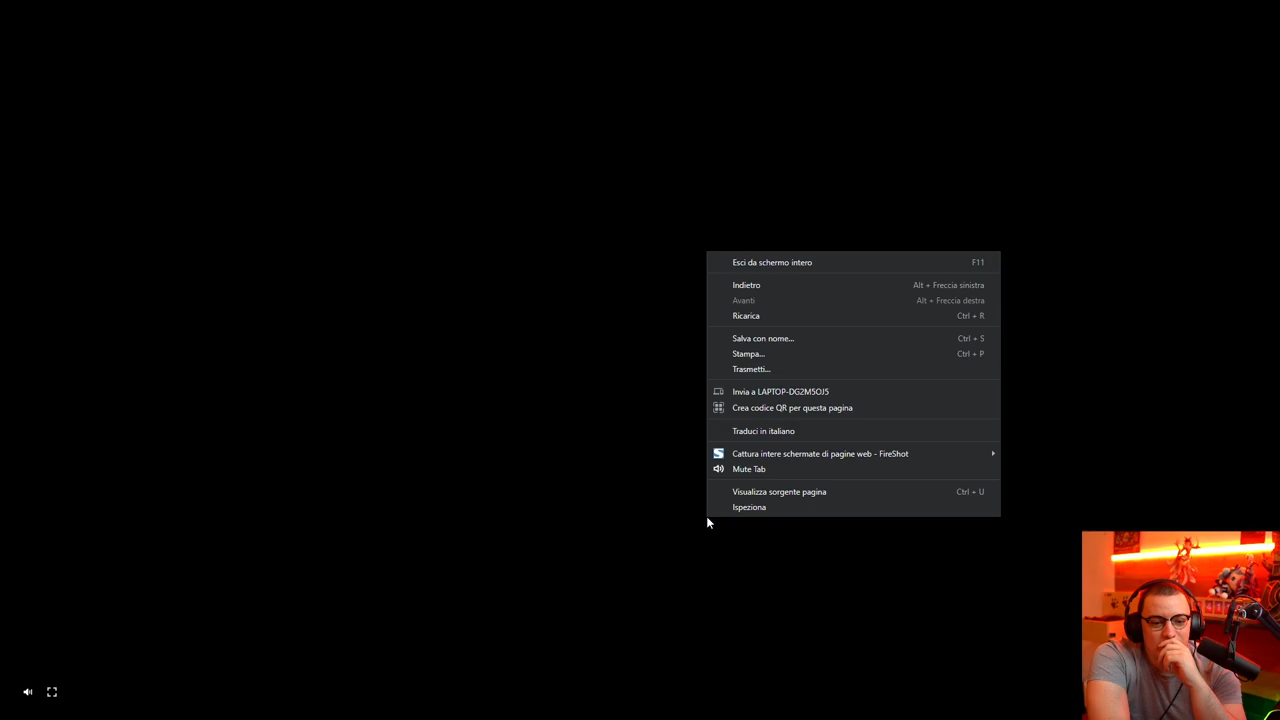 Esci da schermo intero F11
Indietro Alt + Freccia sinistra
Avanti Alt + Freccia destra
Ricarica Ctrl + R
Salva con nome... Ctrl + S
Stampa... Ctrl + P
Trasmetti...
Invia a LAPTOP-DG2M5OJ5
Crea codice QR per questa pagina
Traduci in italiano
Cattura intere schermate di pagine web - FireShot
Mute Tab
Visualizza sorgente pagina Ctrl + U
Ispeziona